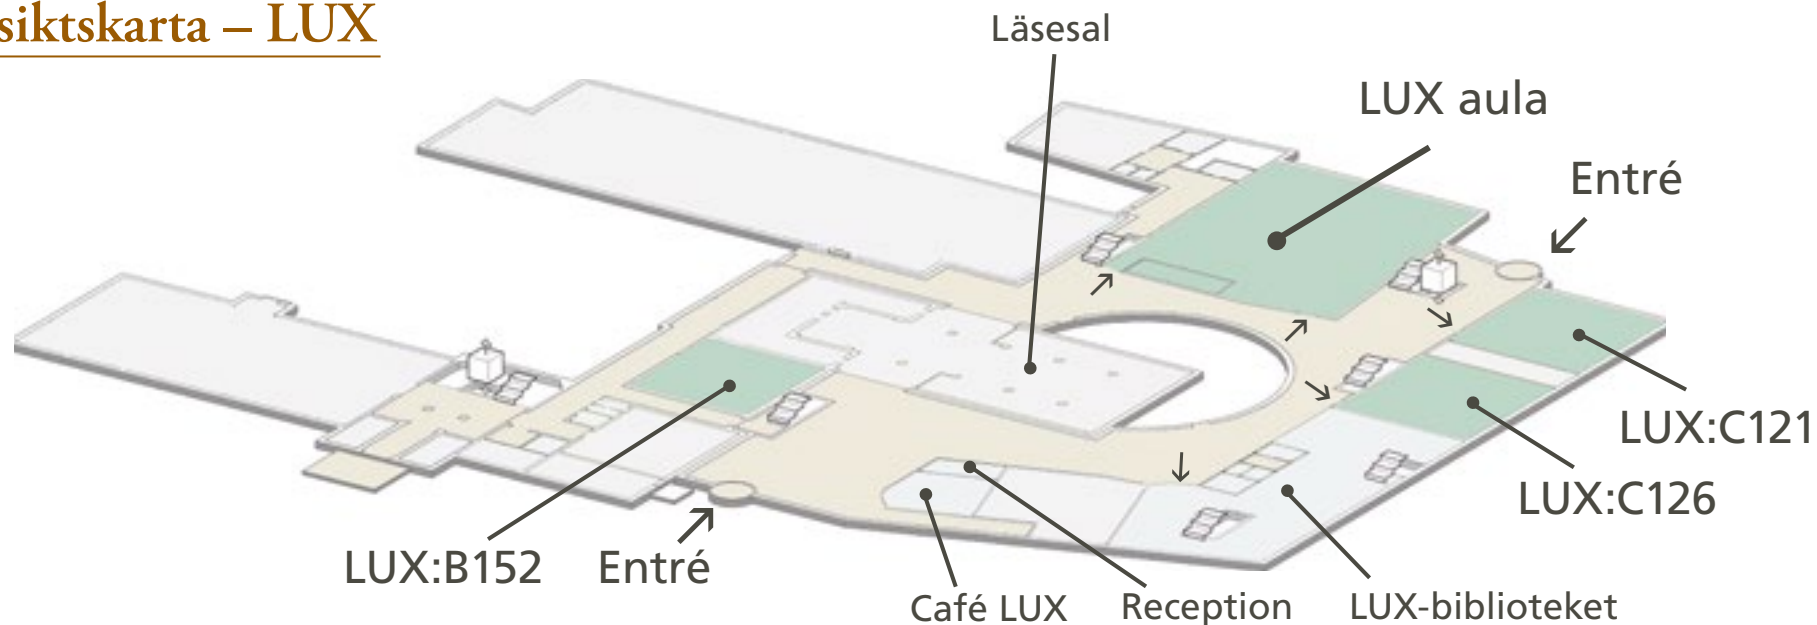 siktskarta – LUX
Läsesal
LUX aula
Entré
LUX:C121
LUX:C126
LUX:B152
Entré
Café LUX
Reception
LUX-biblioteket